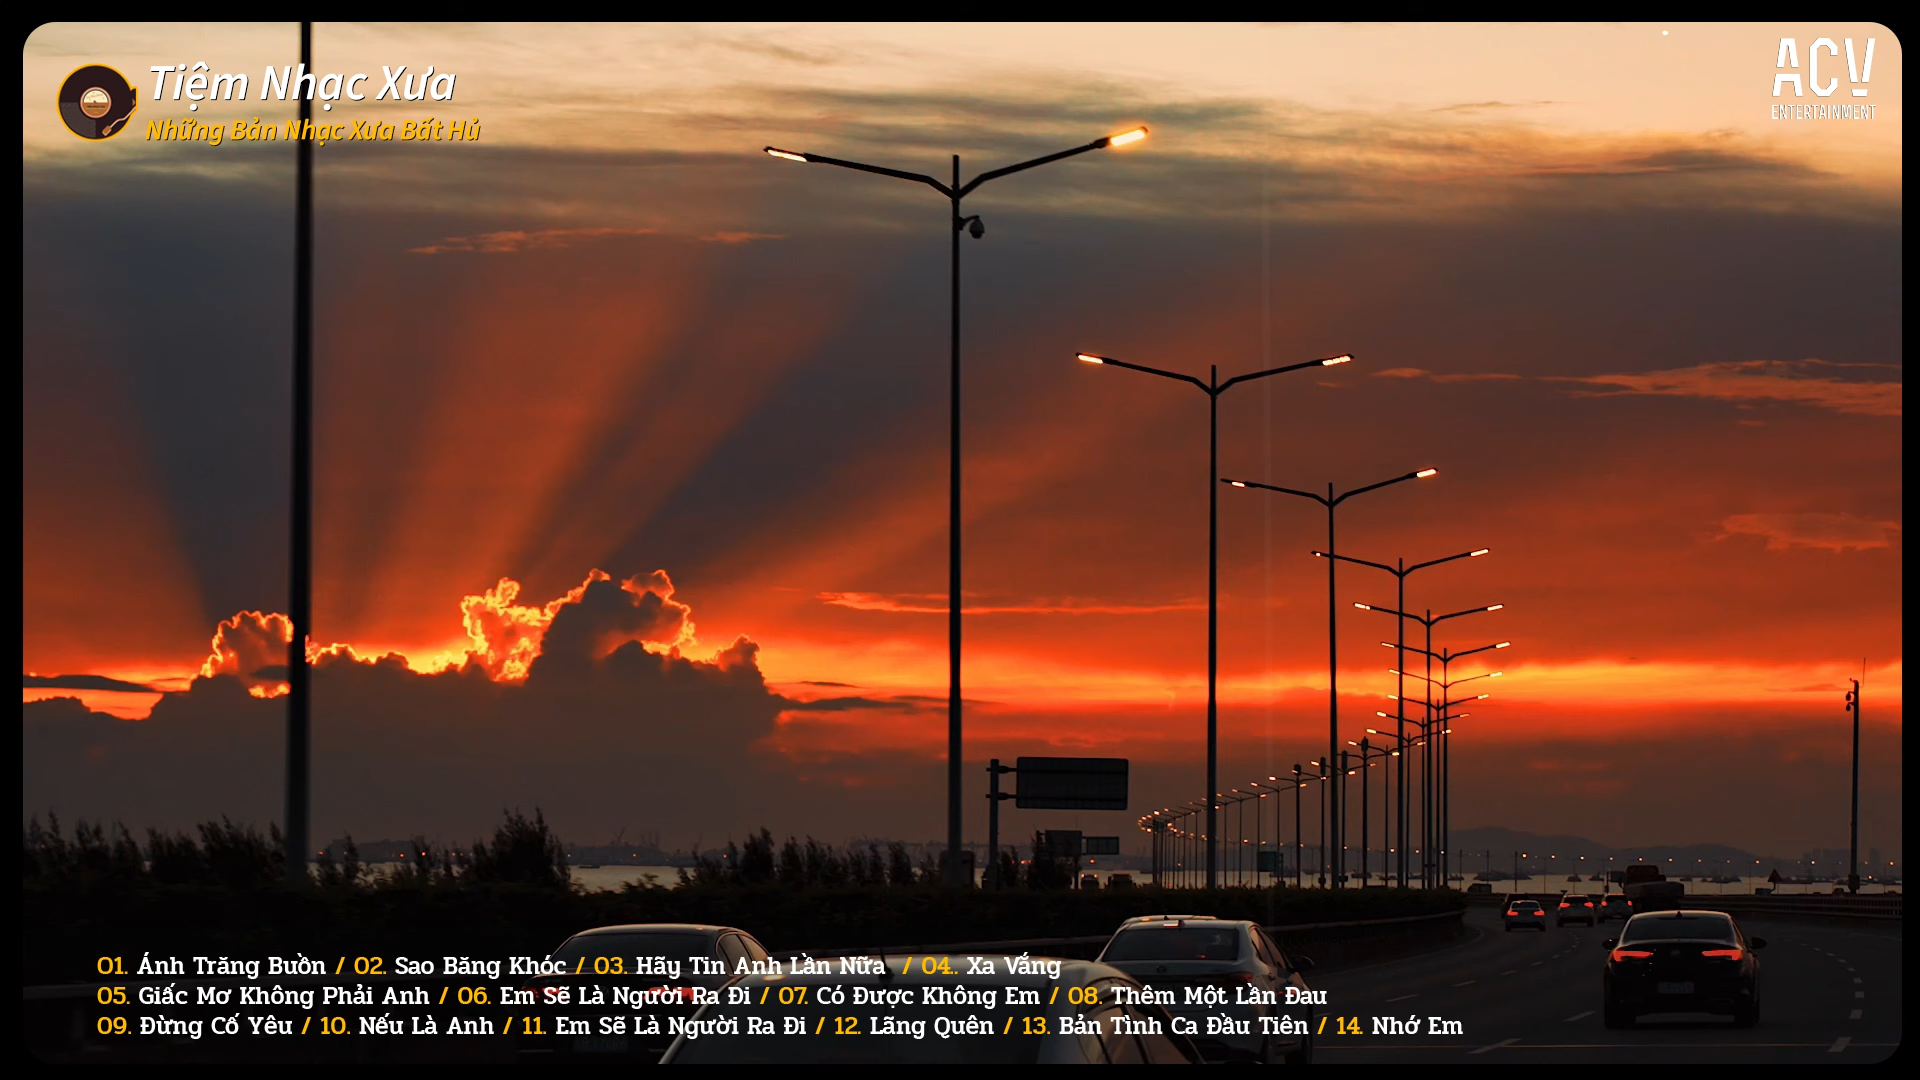 Tiệm Nhạc Xưa
Những Bản Nhạc Xưa Bất Hủ
ACV
ENTERTAINMENT
01. Ánh Trăng Buồn / 02. Sao Băng Khóc / 03. Hãy Tin Anh Lần Nữa / 04.. Xa Vắng
05. Giấc Mơ Không Phải Anh / 06. Em Sẽ Là Người Ra Đi / 07. Có Được Không Em / 08. Thêm Một Lần Đau
09. Đừng Cố Yêu / 10. Nếu Là Anh / 11. Em Sẽ Là Người Ra Đi / 12. Lãng Quên / 13. Bản Tình Ca Đầu Tiên / 14. Nhớ Em